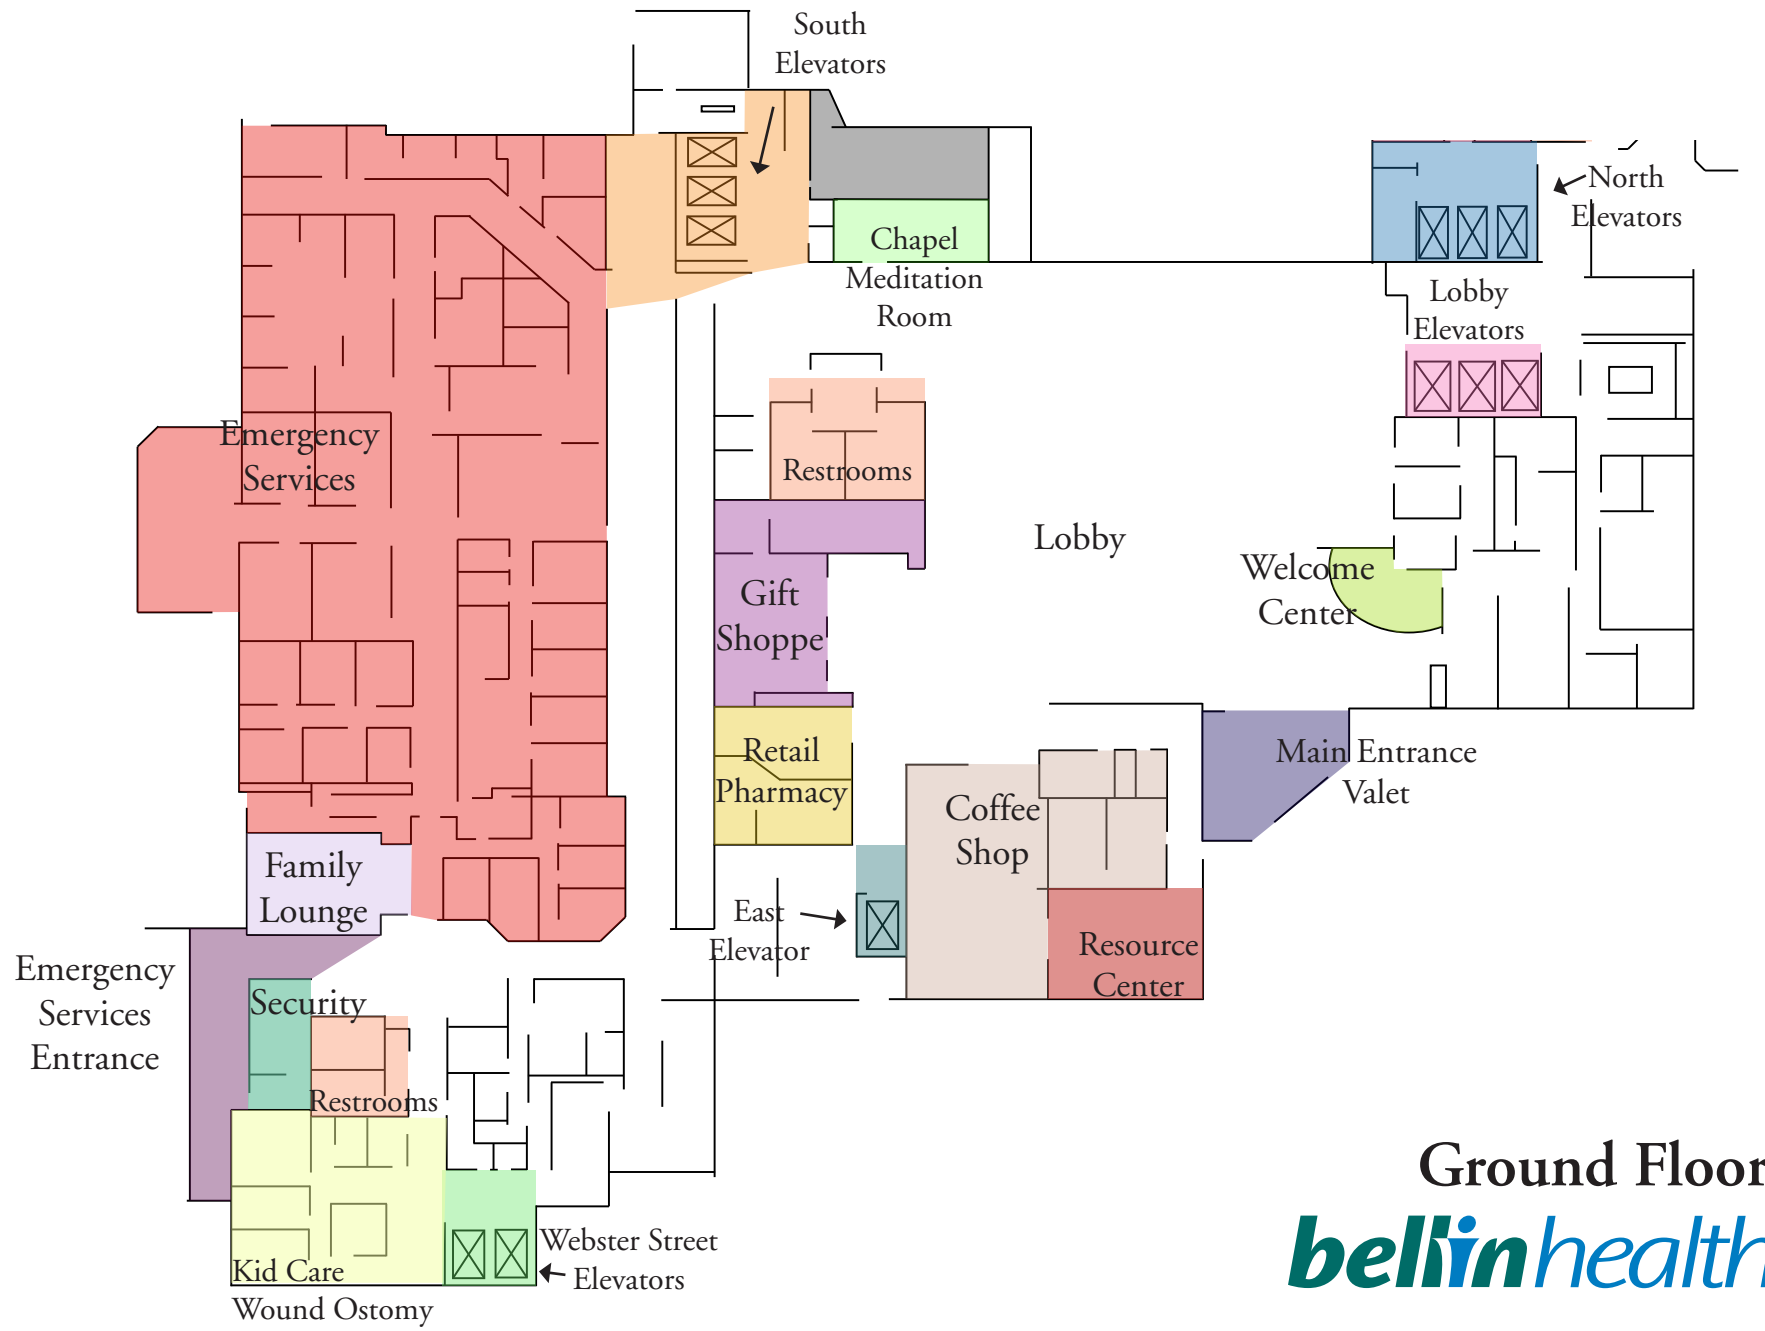 South
Elevators
North
Elevators
Chapel
Meditation
Room
Lobby
Elevators
Emergency
Services
Restrooms
Lobby
Welcome
Center
Gift
Shoppe
Retail
Pharmacy
Main Entrance
Valet
Coffee
Shop
Family
Lounge
East
Elevator
Resource
Center
Emergency
Services
Entrance
Security
Restrooms
Ground Floor
Webster Street
Elevators
Kid Care
Wound Ostomy
bellinhealth